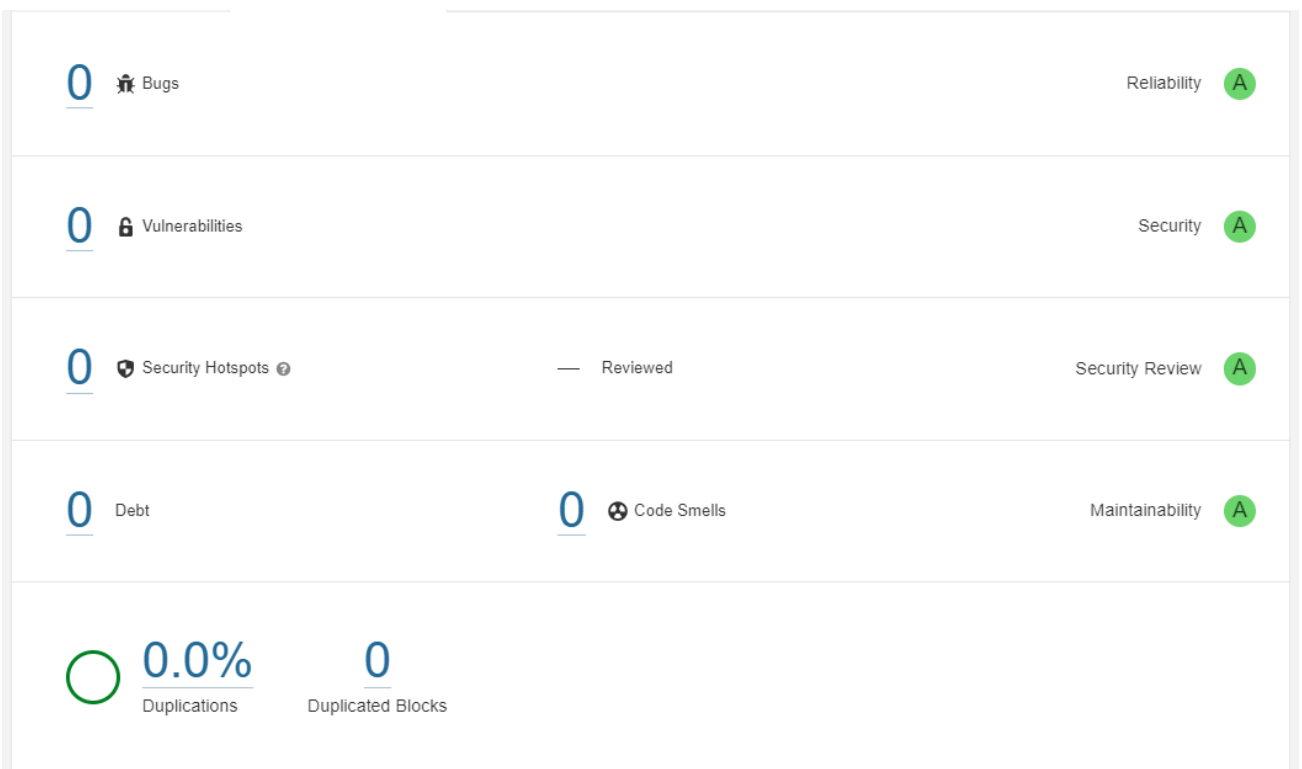 0 Bugs Reliability A
0 Vulnerabilities Security A
0 Security Hotspots ? — Reviewed Security Review A
0 Debt 0 Code Smells Maintainability A
0.0% 0
Duplications Duplicated Blocks